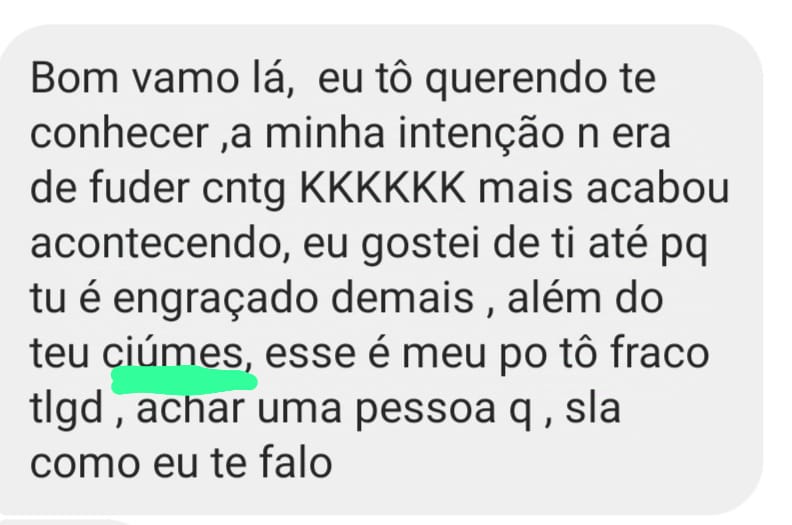 Bom vamo lá,  eu tô querendo te
conhecer ,a minha intenção n era
de fuder cntg KKKKKK mais acabou
acontecendo, eu gostei de ti até pq
tu é engraçado demais , além do
teu ciúmes, esse é meu po tô fraco
tlgd , achar uma pessoa q , sla
como eu te falo